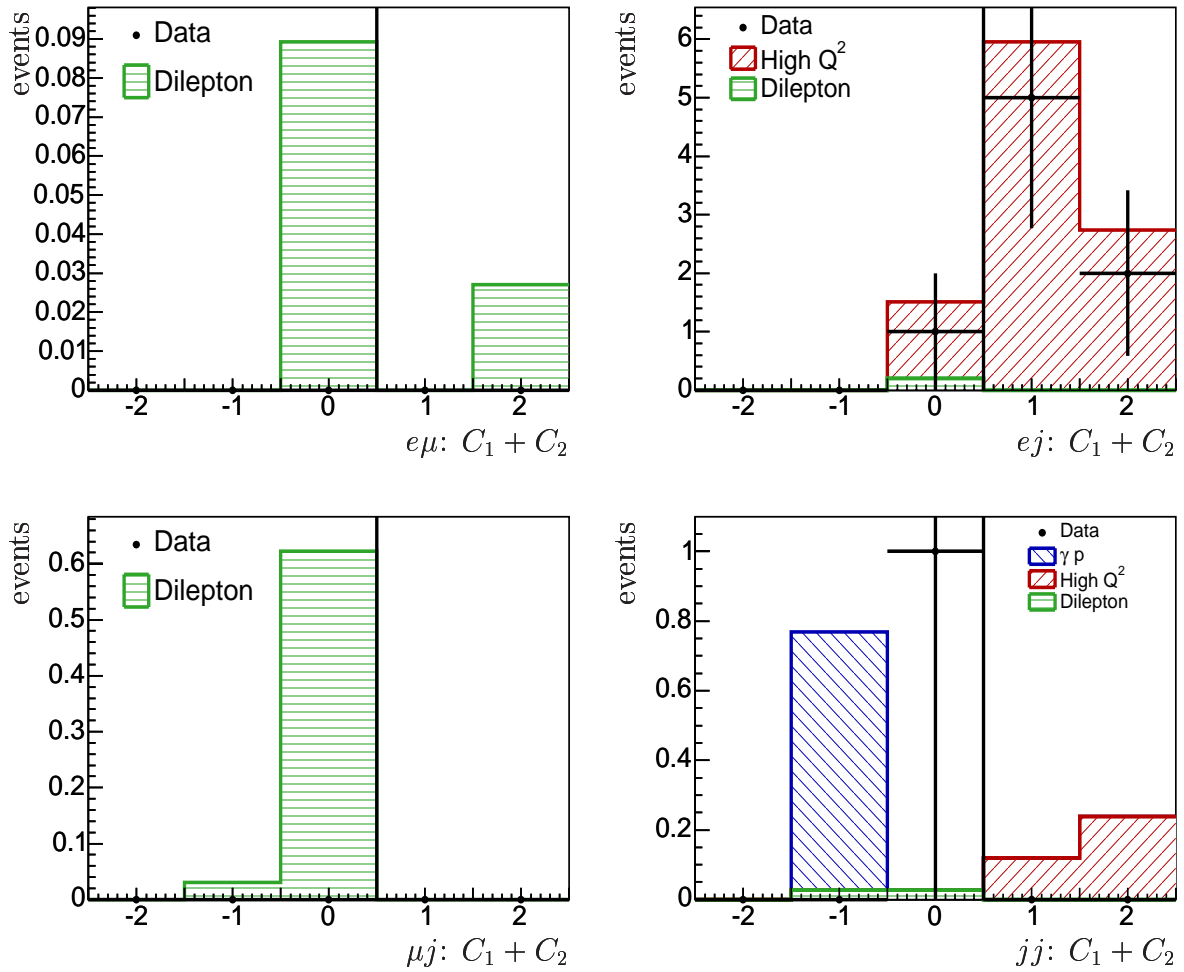 events
0.09
0.08
0.07
0.06
0.05
0.04
0.03
0.02
0.01
0
• Data
Dilepton
-2 -1 0 1 2
eμ: C₁ + C₂
events
6
5
4
3
2
1
0
• Data
High Q²
Dilepton
-2 -1 0 1 2
ej: C₁ + C₂
events
0.6
0.5
0.4
0.3
0.2
0.1
0
• Data
Dilepton
-2 -1 0 1 2
μj: C₁ + C₂
events
1
0.8
0.6
0.4
0.2
0
• Data
γ p
High Q²
Dilepton
-2 -1 0 1 2
jj: C₁ + C₂